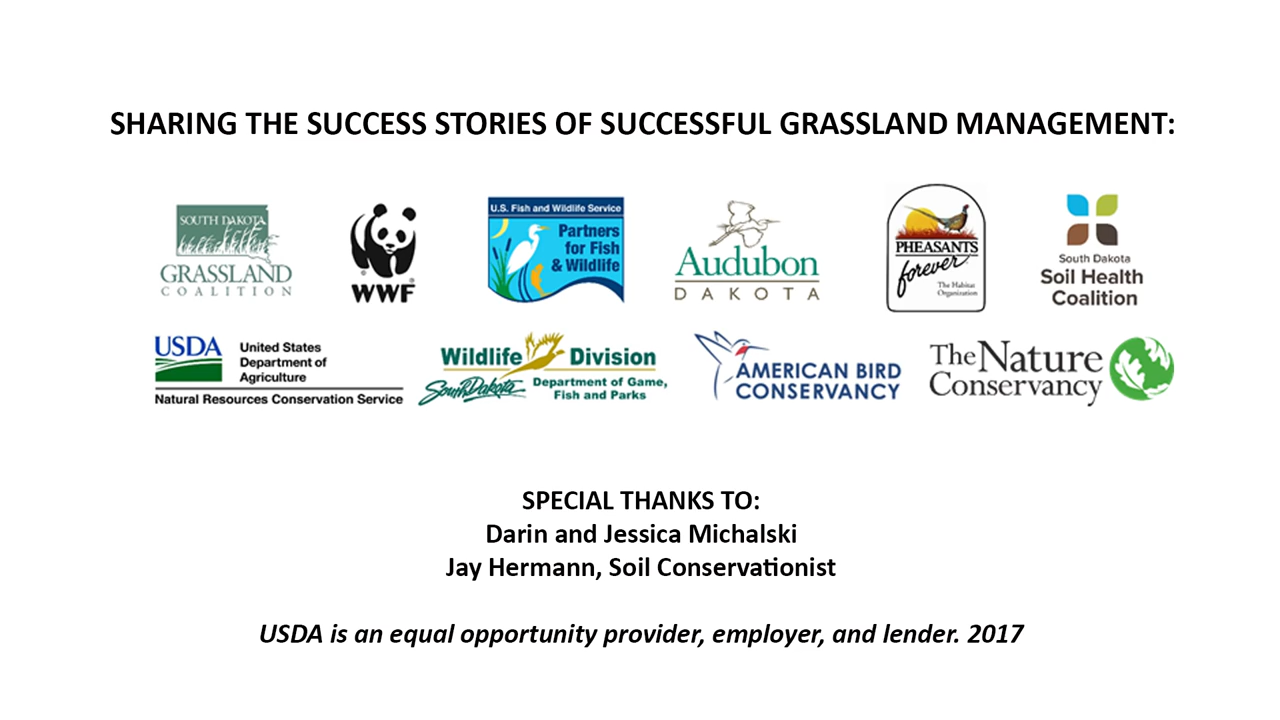 SHARING THE SUCCESS STORIES OF SUCCESSFUL GRASSLAND MANAGEMENT:
SOUTH DAKOTA
GRASSLAND
COALITION
WWF
U.S. Fish and Wildlife Service
Partners
for Fish
& Wildlife
Audubon
DAKOTA
PHEASANTS
forever
The Habitat
Organization
South Dakota
Soil Health
Coalition
USDA
United States
Department of
Agriculture
Natural Resources Conservation Service
Wildlife Division
South Dakota
Department of Game,
Fish and Parks
AMERICAN BIRD
CONSERVANCY
The Nature
Conservancy
SPECIAL THANKS TO:
Darin and Jessica Michalski
Jay Hermann, Soil Conservationist
USDA is an equal opportunity provider, employer, and lender. 2017